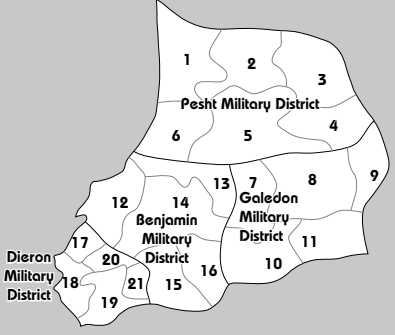 1
2
3
Pesht Military District
4
5
6
7
8
9
13
12
14
Galedon
Military
District
Benjamin
Military
District
11
10
17
20
16
Dieron
Military
District
18
21
15
19